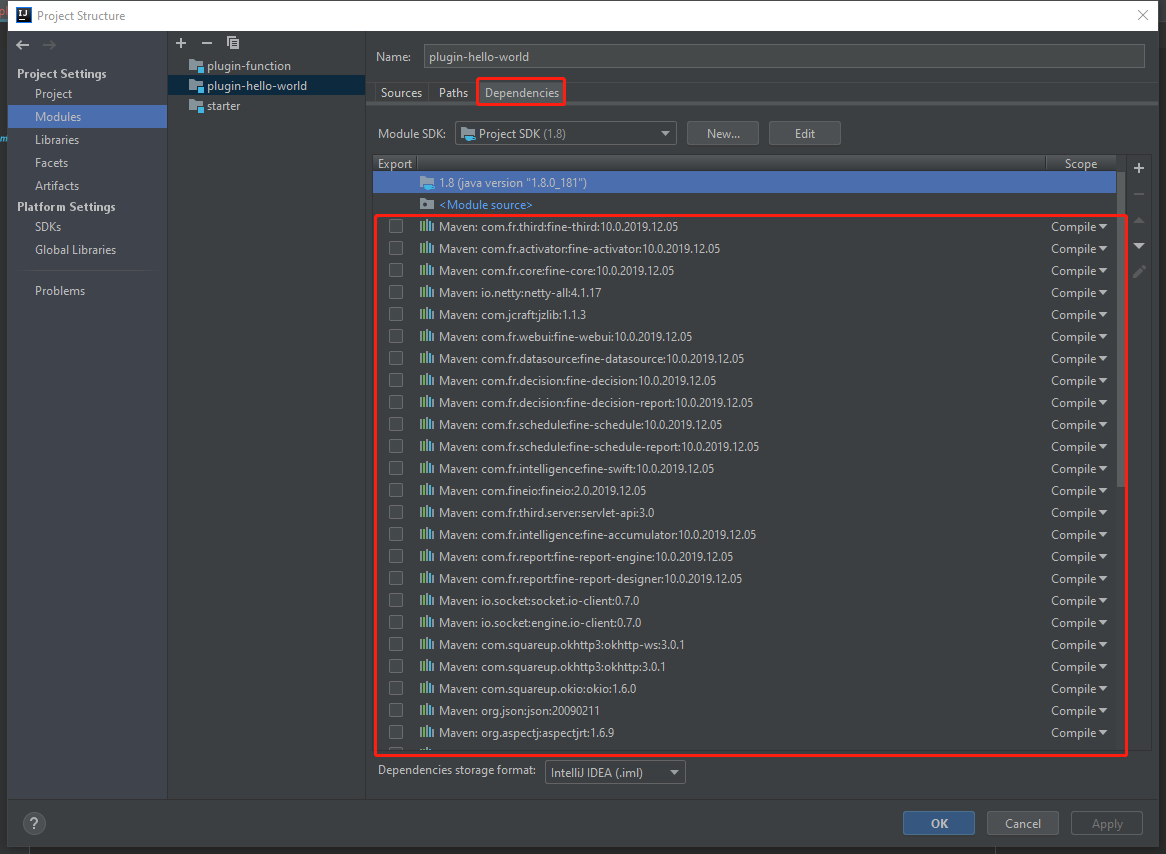 Project Structure
Project Settings
Project
Modules
Libraries
Facets
Artifacts
Platform Settings
SDKs
Global Libraries
Problems
plugin-function
plugin-hello-world
starter
Name: plugin-hello-world
Sources Paths Dependencies
Module SDK: Project SDK (1.8) New... Edit
Export Scope
1.8 (java version "1.8.0_181")
<Module source>
Maven: com.fr.third:fine-third:10.0.2019.12.05 Compile
Maven: com.fr.activator:fine-activator:10.0.2019.12.05 Compile
Maven: com.fr.core:fine-core:10.0.2019.12.05 Compile
Maven: io.netty:netty-all:4.1.17 Compile
Maven: com.jcraft:jzlib:1.1.3 Compile
Maven: com.fr.webui:fine-webui:10.0.2019.12.05 Compile
Maven: com.fr.datasource:fine-datasource:10.0.2019.12.05 Compile
Maven: com.fr.decision:fine-decision:10.0.2019.12.05 Compile
Maven: com.fr.decision:fine-decision-report:10.0.2019.12.05 Compile
Maven: com.fr.schedule:fine-schedule:10.0.2019.12.05 Compile
Maven: com.fr.schedule:fine-schedule-report:10.0.2019.12.05 Compile
Maven: com.fr.intelligence:fine-swift:10.0.2019.12.05 Compile
Maven: com.fineio:fineio:2.0.2019.12.05 Compile
Maven: com.fr.third.server:servlet-api:3.0 Compile
Maven: com.fr.intelligence:fine-accumulator:10.0.2019.12.05 Compile
Maven: com.fr.report:fine-report-engine:10.0.2019.12.05 Compile
Maven: com.fr.report:fine-report-designer:10.0.2019.12.05 Compile
Maven: io.socket:socket.io-client:0.7.0 Compile
Maven: io.socket:engine.io-client:0.7.0 Compile
Maven: com.squareup.okhttp3:okhttp-ws:3.0.1 Compile
Maven: com.squareup.okhttp3:okhttp:3.0.1 Compile
Maven: com.squareup.okio:okio:1.6.0 Compile
Maven: org.json:json:20090211 Compile
Maven: org.aspectj:aspectjrt:1.6.9 Compile
Dependencies storage format: IntelliJ IDEA (.iml)
? OK Cancel Apply